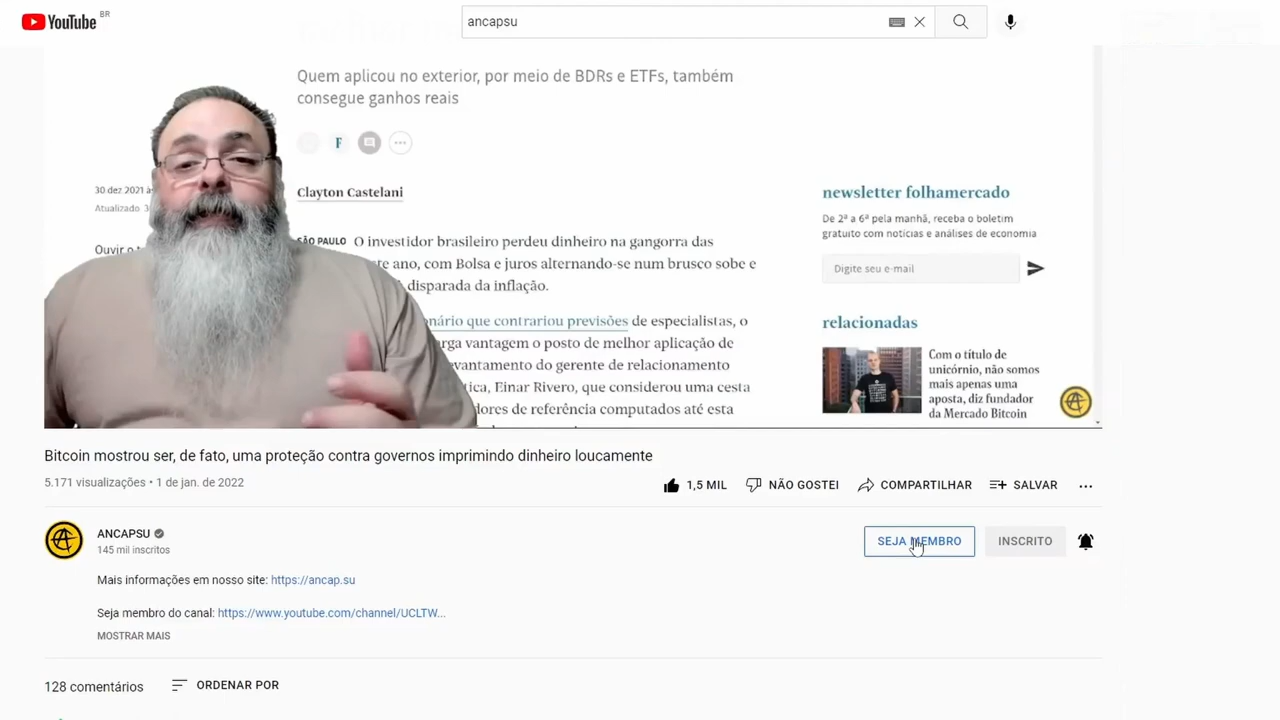 YouTube BR
ancapsu
Quem aplicou no exterior, por meio de BDRs e ETFs, também
consegue ganhos reais
F
30 dez.2021 às
Atualizado 3
Clayton Castelani
Ouvir o
SÃO PAULO O investidor brasileiro perdeu dinheiro na gangorra das
te ano, com Bolsa e juros alternando-se num brusco sobe e
disparada da inflação.
nário que contrariou previsões de especialistas, o
rga vantagem o posto de melhor aplicação de
evantamento do gerente de relacionamento
tica, Einar Rivero, que considerou uma cesta
dores de referência computados até esta
newsletter folhamercado
De 2ª a 6ª pela manhã, receba o boletim
gratuito com notícias e análises de economia
Digite seu e-mail
relacionadas
Com o título de
unicórnio, não somos
mais apenas uma
aposta, diz fundador
da Mercado Bitcoin
Bitcoin mostrou ser, de fato, uma proteção contra governos imprimindo dinheiro loucamente
5.171 visualizações • 1 de jan. de 2022
1,5 MIL
NÃO GOSTEI
COMPARTILHAR
SALVAR
ANCAPSU
145 mil inscritos
SEJA MEMBRO
INSCRITO
Mais informações em nosso site: https://ancap.su
Seja membro do canal: https://www.youtube.com/channel/UCLTW...
MOSTRAR MAIS
128 comentários
ORDENAR POR